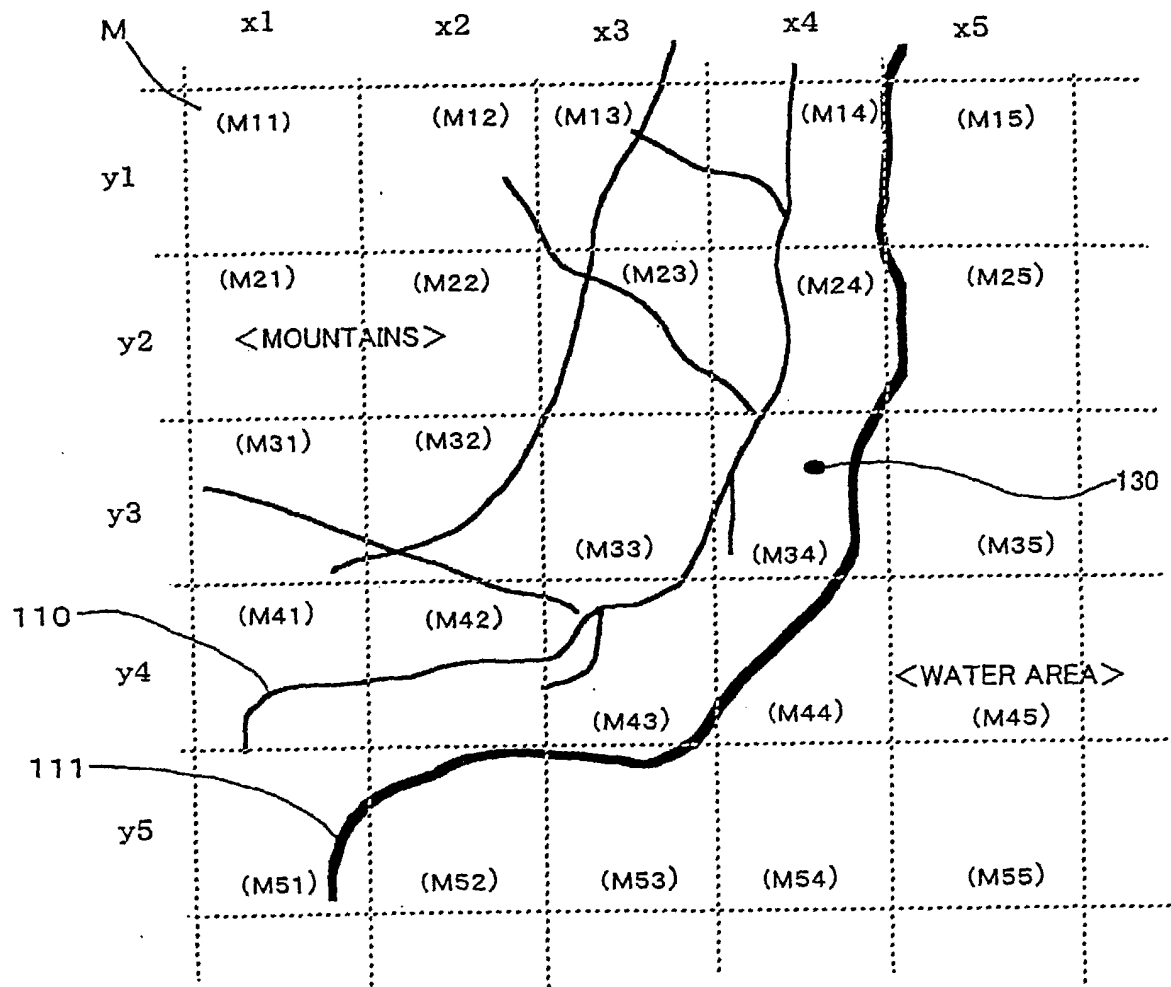 M x1 x2 x3 x4 x5
(M11) (M12) (M13) (M14) (M15)
y1
(M21) (M22) (M23) (M24) (M25)
y2 <MOUNTAINS>
(M31) (M32)
130
y3
(M33) (M34) (M35)
110 (M41) (M42)
y4 <WATER AREA>
(M43) (M44) (M45)
111
y5
(M51) (M52) (M53) (M54) (M55)